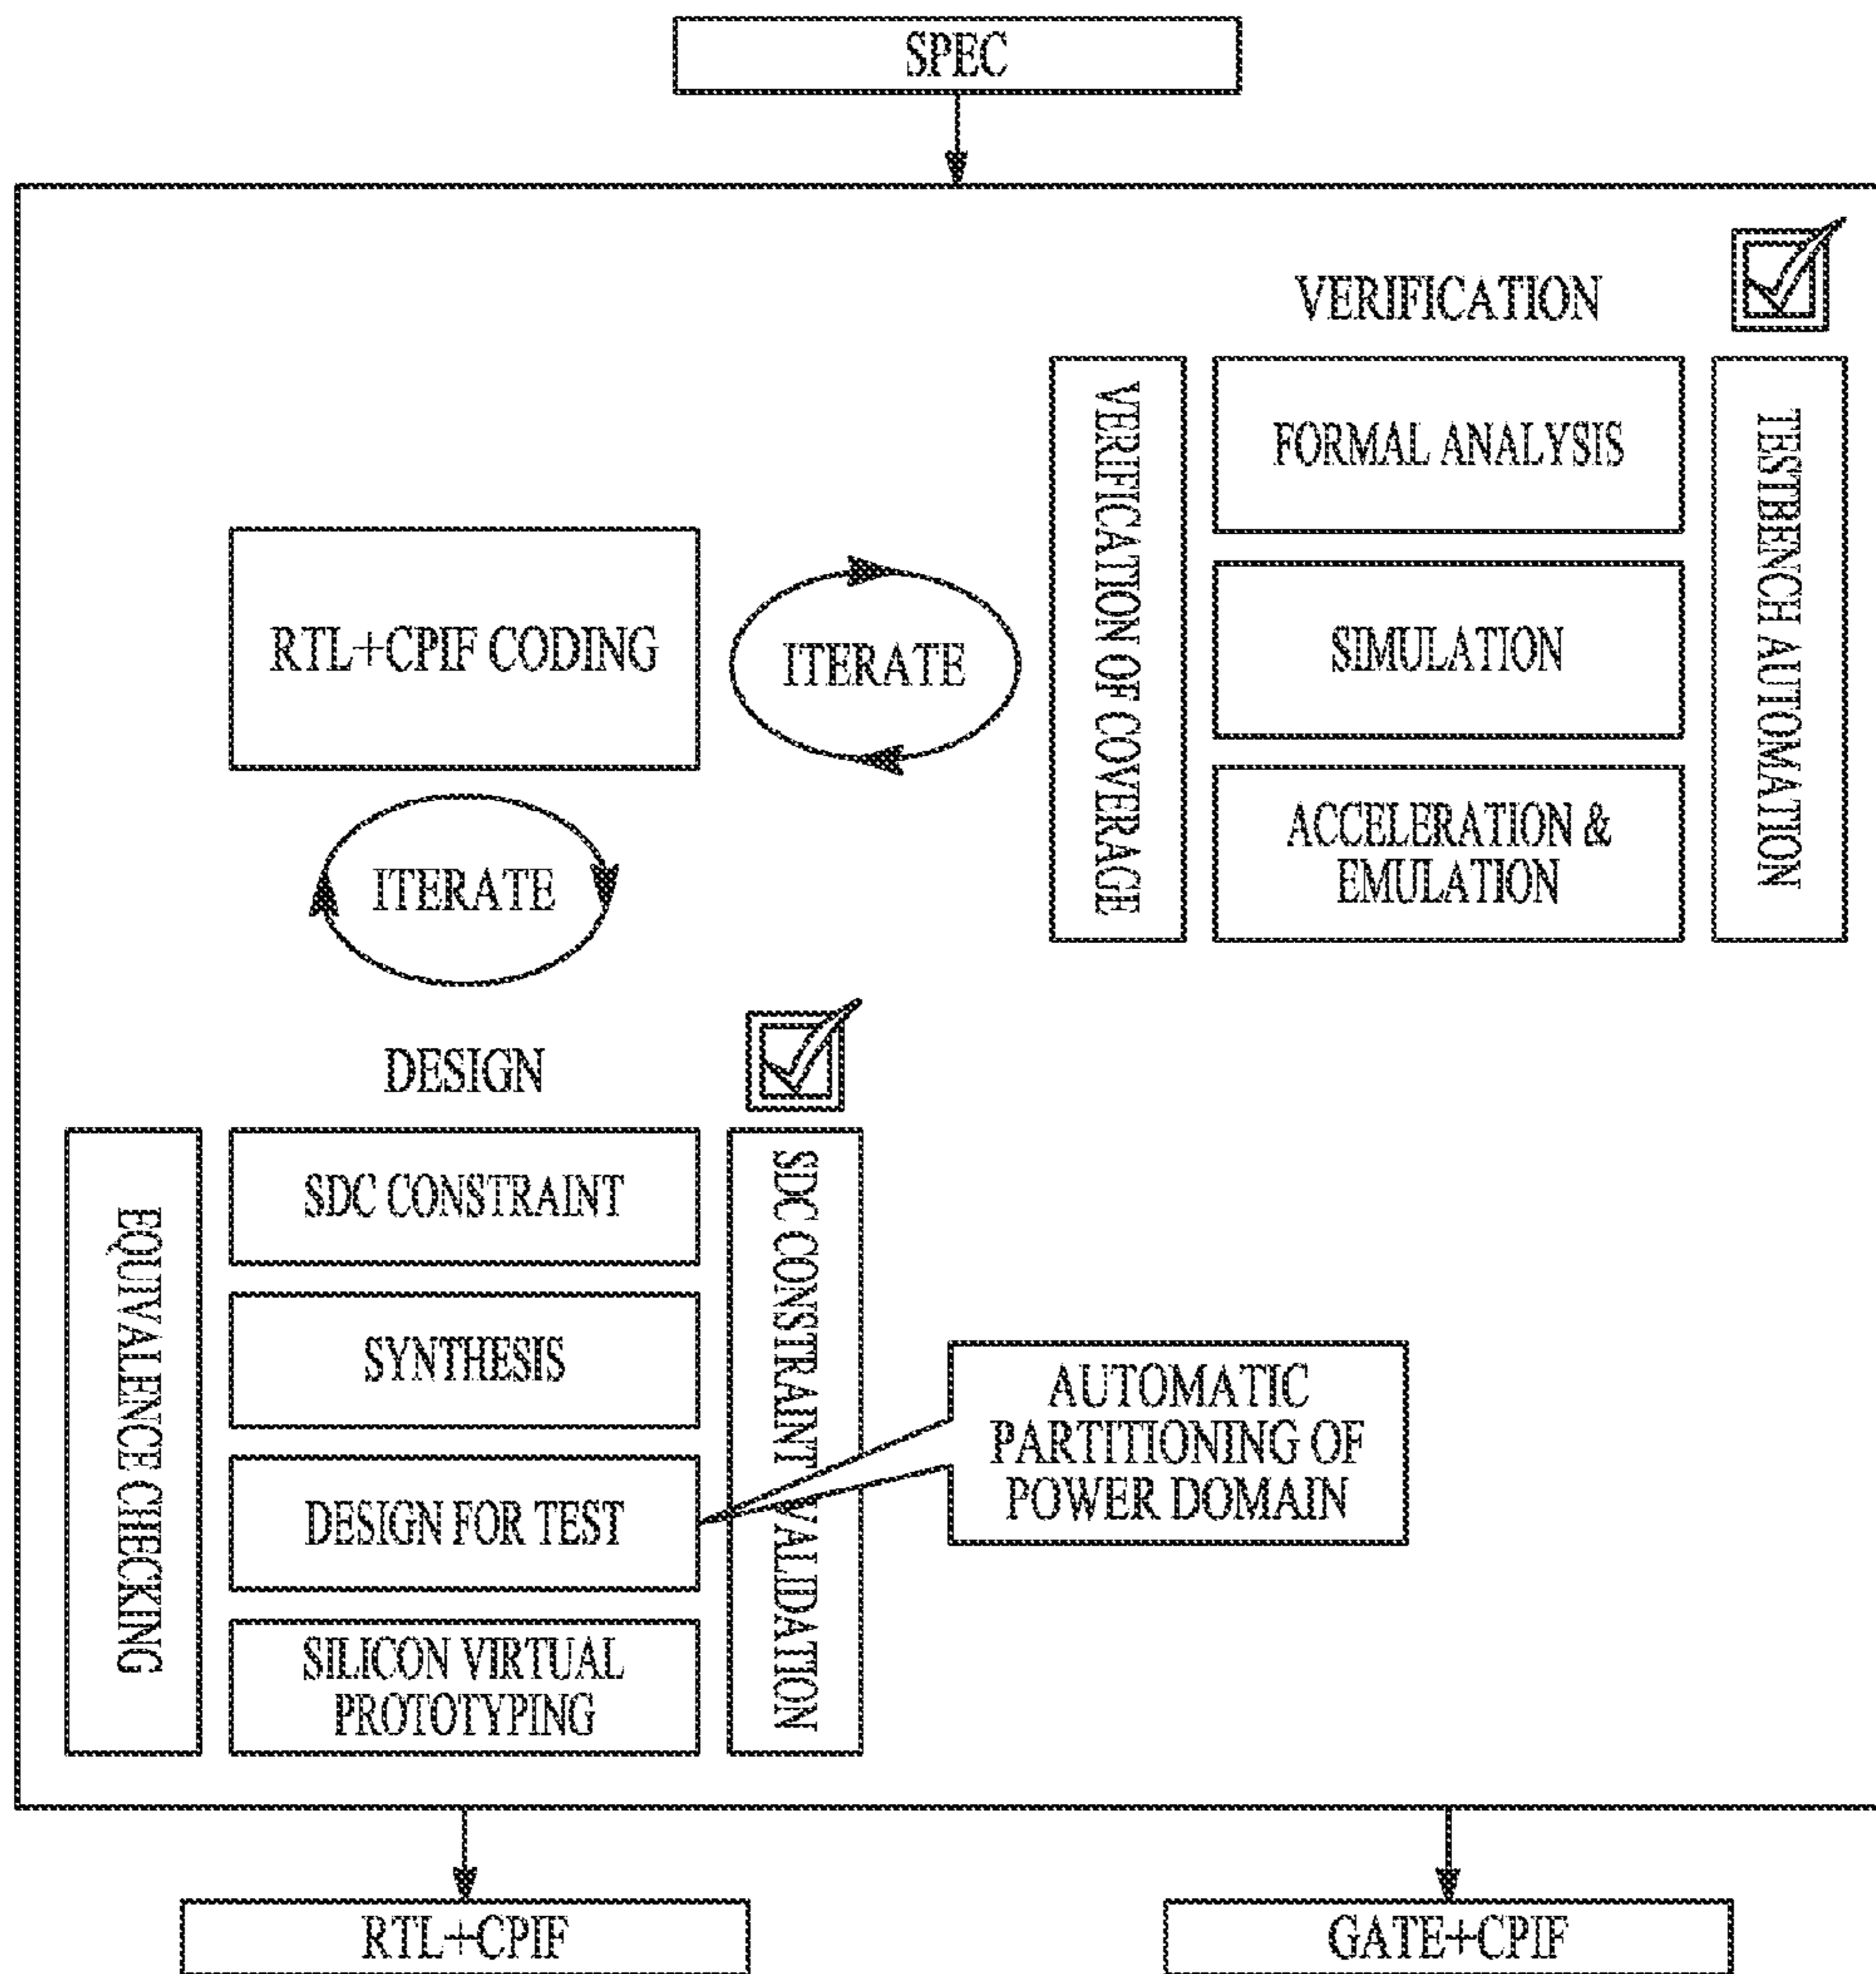 SPEC
VERIFICATION
VERIFICATION OF COVERAGE
FORMAL ANALYSIS
SIMULATION
ACCELERATION &
EMULATION
TESTBENCH AUTOMATION
RTL+CPIF CODING
ITERATE
ITERATE
DESIGN
EQUIVALENCE CHECKING
SDC CONSTRAINT
SYNTHESIS
DESIGN FOR TEST
SILICON VIRTUAL
PROTOTYPING
SDC CONSTRAINT VALIDATION
AUTOMATIC
PARTITIONING OF
POWER DOMAIN
RTL+CPIF
GATE+CPIF